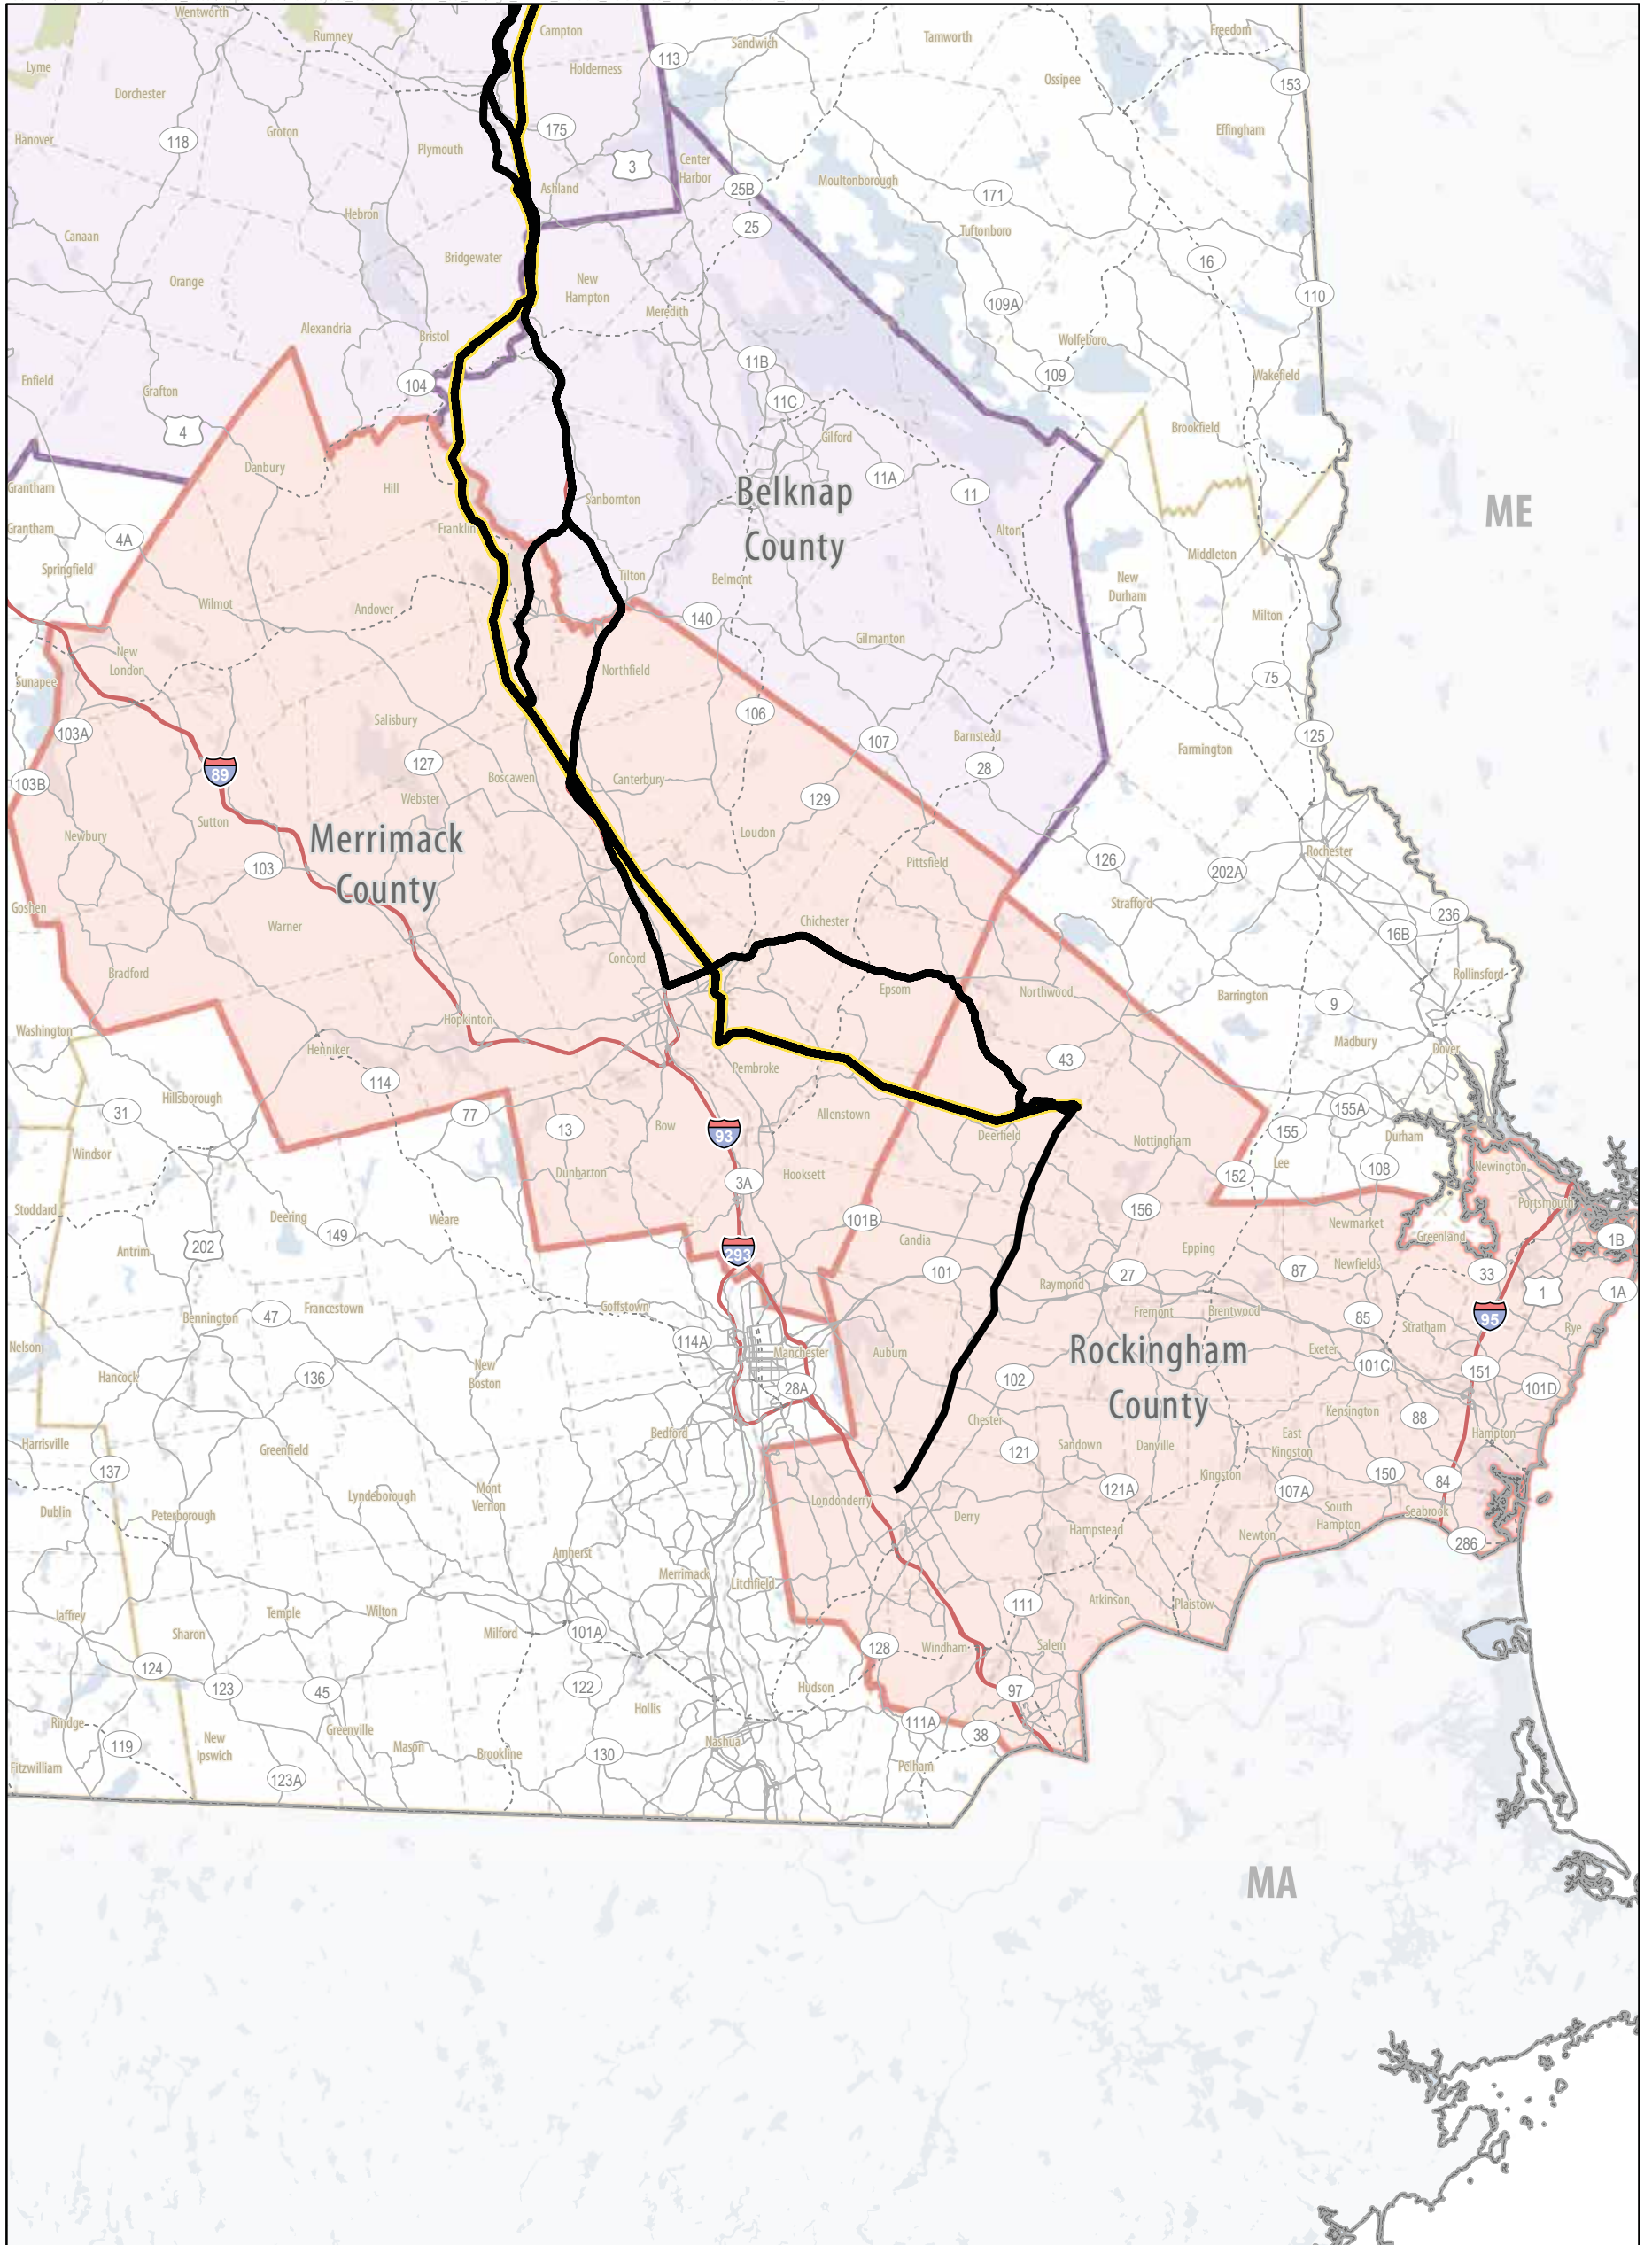 Wentworth
Rumney
Campton
Sandwich
Tamworth
Freedom
113
Ossipee
153
Lyme
Holderness
Dorchester
118
Groton
175
Effingham
Hanover
Plymouth
3
Center
Harbor
25B
Moultonborough
171
Ashland
Hebron
25
Tuftonboro
Canaan
Bridgewater
16
Orange
New
Hampton
109A
110
Alexandria
Bristol
Meredith
Wolfeboro
11B
109
Wakefield
Enfield
104
Grafton
11C
4
Gilford
Brookfield
Danbury
11A
Grantham
Hill
Sanbornton
Belknap
County
11
ME
Grantham
4A
Franklin
Alton
Middleton
Springfield
Tilton
Belmont
New
Durham
Wilmot
Andover
140
Milton
Gilmanton
New
London
Northfield
Sunapee
75
103A
Salisbury
106
107
Barnstead
125
Farmington
127
28
89
Boscawen
Canterbury
103B
Webster
129
Newbury
Sutton
Merrimack
County
Loudon
Rochester
103
Pittsfield
126
202A
Goshen
Strafford
236
Warner
Chichester
16B
Concord
Bradford
Rollinsford
Epsom
Northwood
Barrington
9
Washington
Hopkinton
Madbury
Henniker
43
Dover
114
Pembroke
Hillsborough
31
77
13
Allenstown
155A
Bow
93
Deerfield
155
Durham
Nottingham
Windsor
Lee
108
Newington
Dunbarton
3A
Hooksett
152
Stoddard
156
Portsmouth
Deering
149
Weare
101B
Newmarket
Candia
Greenland
1B
Antrim
202
293
Epping
101
Raymond
27
87
Newfields
33
1
1A
Goffstown
Bennington
47
Francestown
Fremont
Brentwood
85
95
Stratham
Rye
Nelson
114A
Manchester
Auburn
Rockingham
County
Exeter
101C
151
Hancock
136
New
Boston
28A
102
101D
Chester
Kensington
88
Bedford
Hampton
Harrisville
Greenfield
121
Sandown
Danville
East
Kingston
137
Kingston
150
84
121A
107A
Lyndeborough
Mont
Vernon
Londonderry
Dublin
Peterborough
Derry
South
Hampton
Seabrook
Hampstead
Newton
286
Amherst
Merrimack
Litchfield
Atkinson
Plaistow
111
Jaffrey
Temple
Wilton
Sharon
Milford
101A
128
Windham
Salem
124
123
45
122
Hudson
97
Hollis
Rindge
119
New
Ipswich
Greenville
111A
38
Mason
Brookline
130
Nashua
Fitzwilliam
123A
Pelham
MA